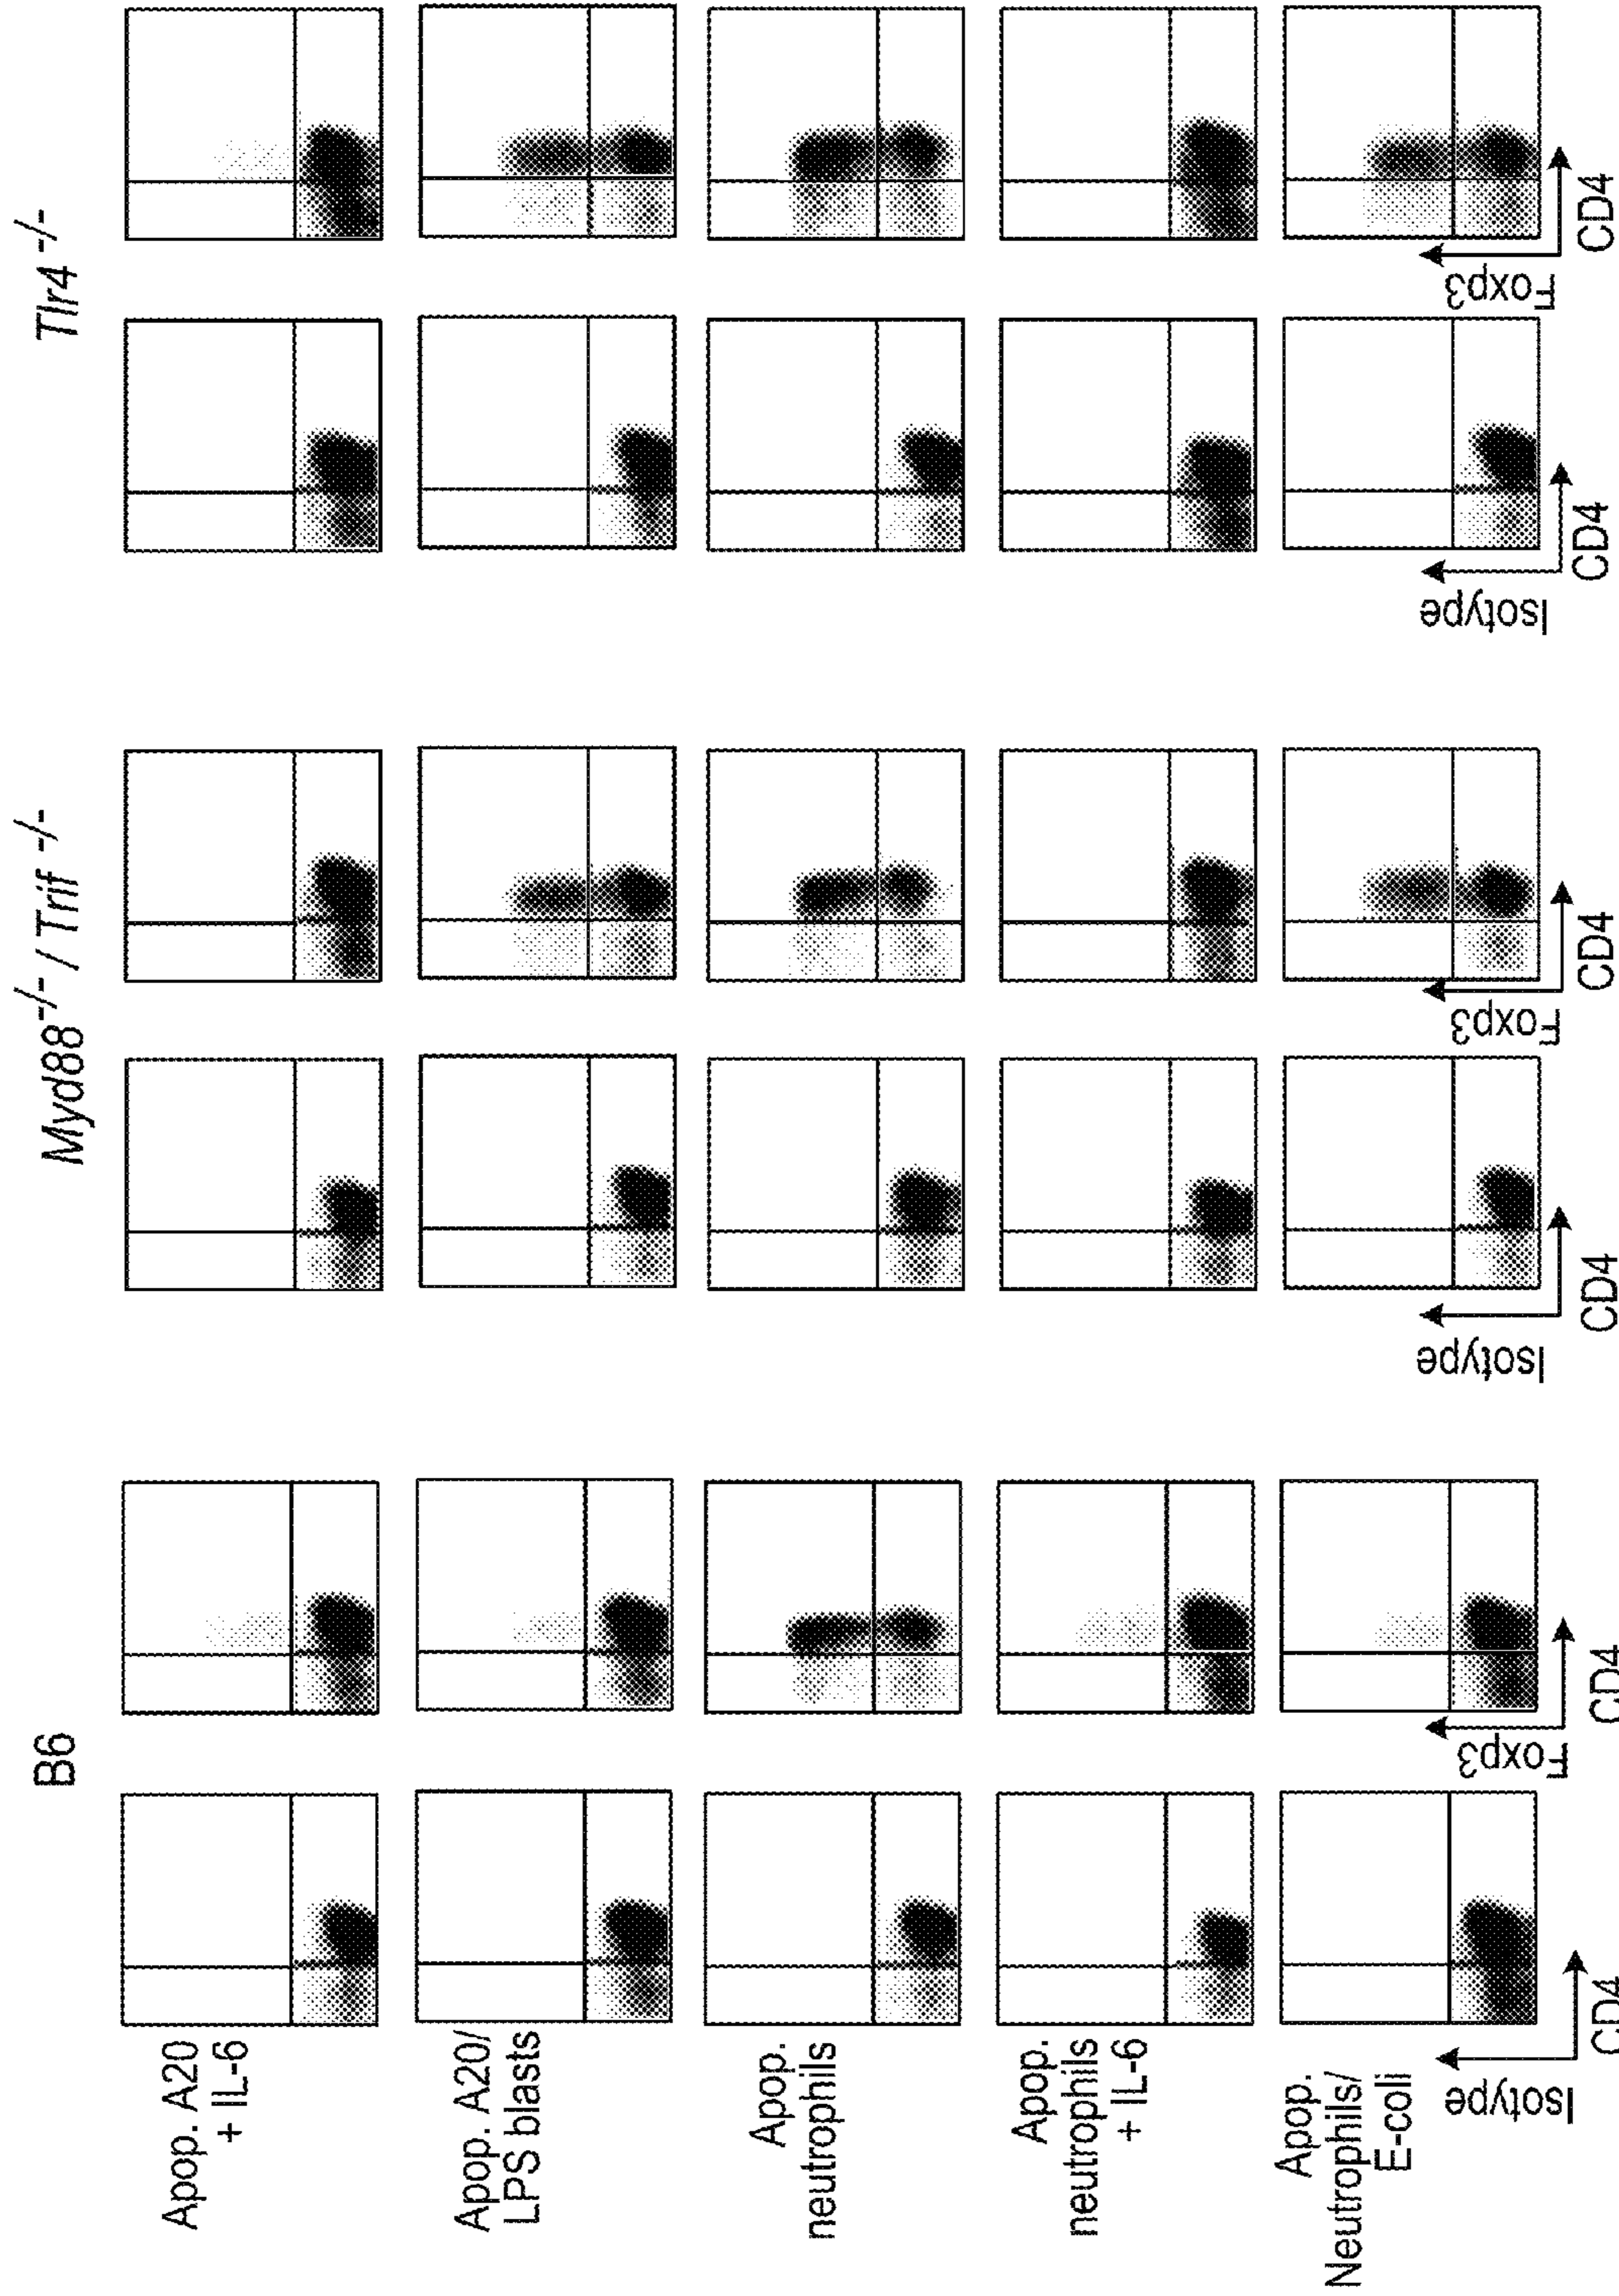 B6
Myd88-/- / Trif -/-
Tlr4 -/-
Apop. A20
+ IL-6
Apop. A20/
LPS blasts
Apop.
neutrophils
Apop.
neutrophils
+ IL-6
Apop.
Neutrophils/
E-coli
Isotype
CD4
Foxp3
CD4
Isotype
CD4
Foxp3
CD4
Isotype
CD4
Foxp3
CD4